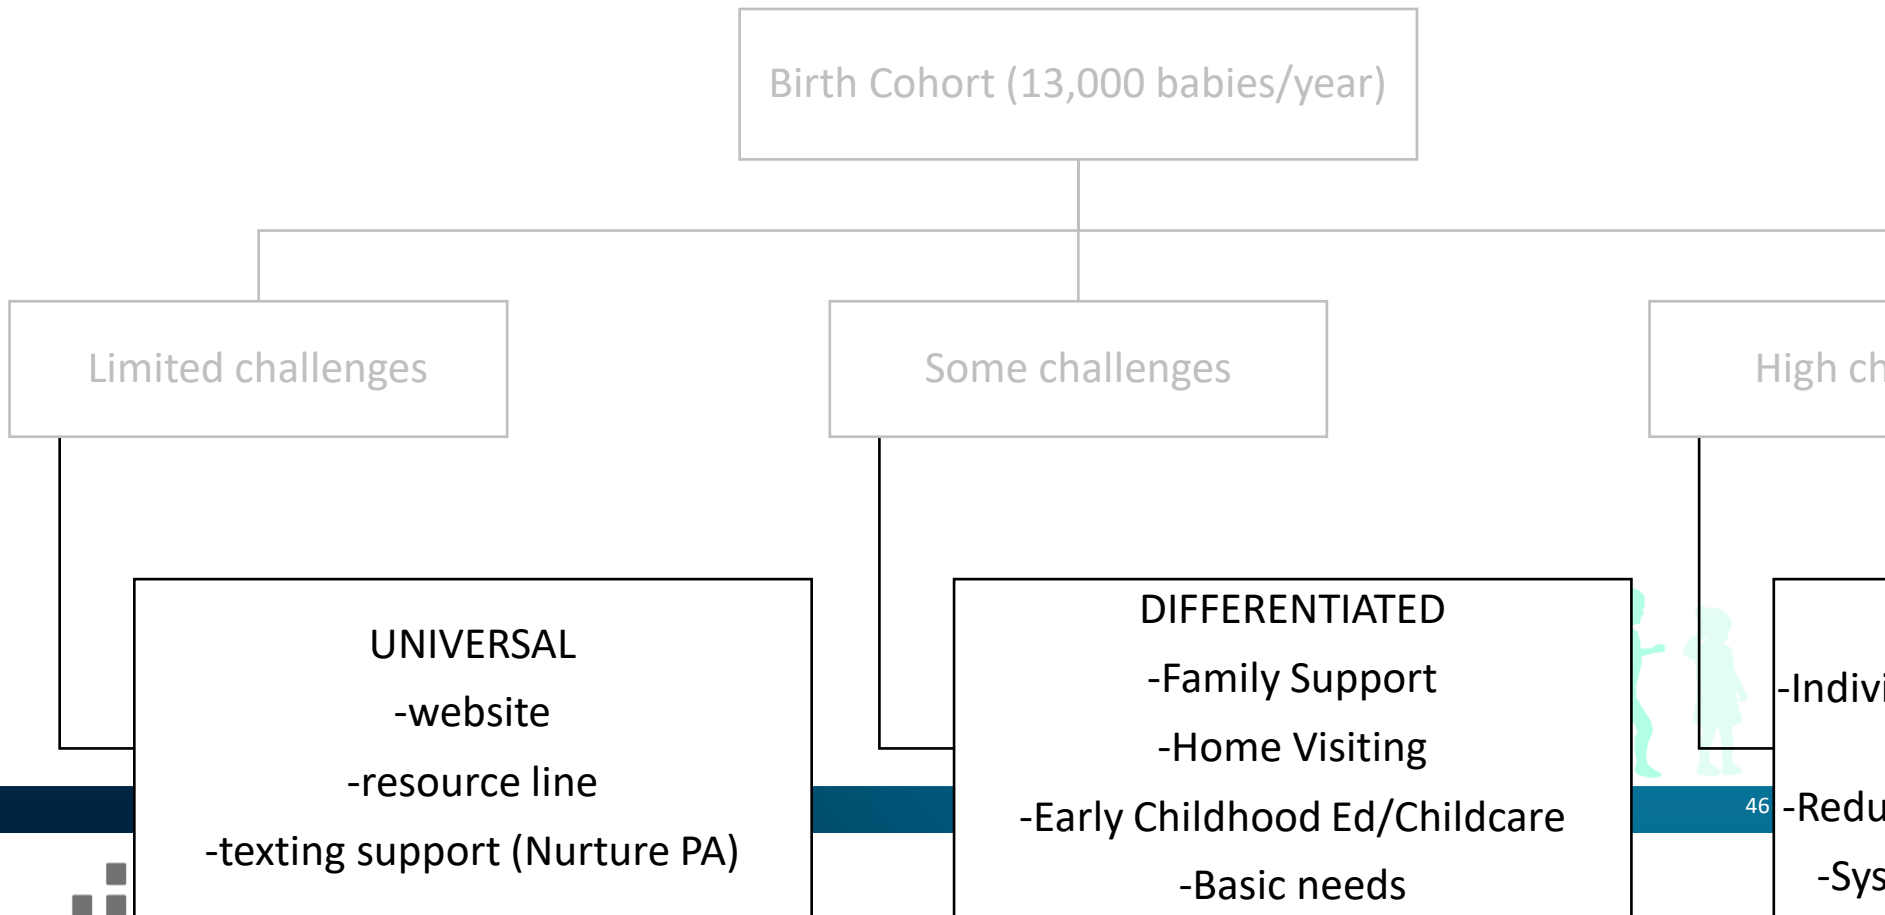 Birth Cohort (13,000 babies/year)
Limited challenges
Some challenges
High
UNIVERSAL
-website
-resource line
-texting support (Nurture PA)
DIFFERENTIATED
-Family Support
-Home Visiting
-Early Childhood Ed/Childcare
-Basic needs
46